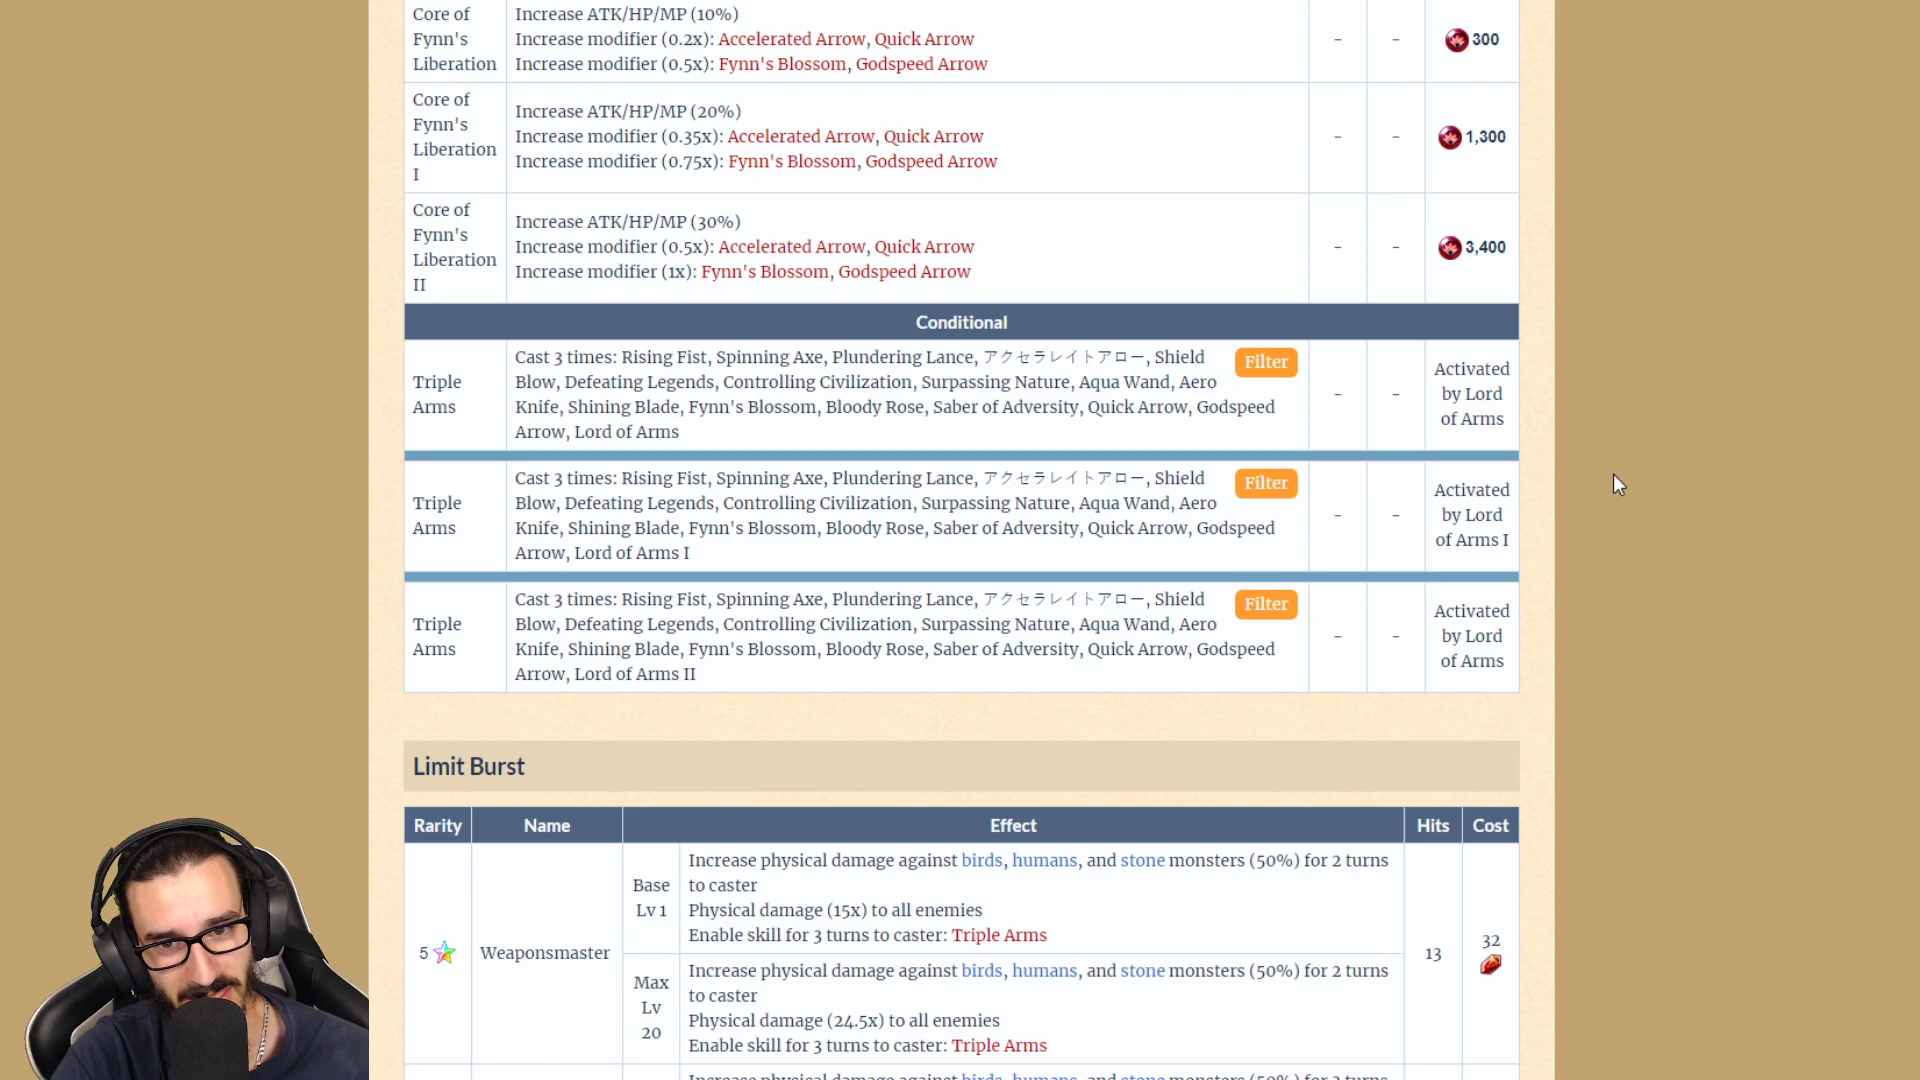 Core of
Fynn's
Liberation
Increase ATK/HP/MP (10%)
Increase modifier (0.2x): Accelerated Arrow, Quick Arrow
Increase modifier (0.5x): Fynn's Blossom, Godspeed Arrow
-
-
300
Core of
Fynn's
Liberation
I
Increase ATK/HP/MP (20%)
Increase modifier (0.35x): Accelerated Arrow, Quick Arrow
Increase modifier (0.75x): Fynn's Blossom, Godspeed Arrow
-
-
1,300
Core of
Fynn's
Liberation
II
Increase ATK/HP/MP (30%)
Increase modifier (0.5x): Accelerated Arrow, Quick Arrow
Increase modifier (1x): Fynn's Blossom, Godspeed Arrow
-
-
3,400
Conditional
Triple
Arms
Cast 3 times: Rising Fist, Spinning Axe, Plundering Lance, アクセラレイトアロー, Shield
Blow, Defeating Legends, Controlling Civilization, Surpassing Nature, Aqua Wand, Aero
Knife, Shining Blade, Fynn's Blossom, Bloody Rose, Saber of Adversity, Quick Arrow, Godspeed
Arrow, Lord of Arms
Filter
-
-
Activated
by Lord
of Arms
Triple
Arms
Cast 3 times: Rising Fist, Spinning Axe, Plundering Lance, アクセラレイトアロー, Shield
Blow, Defeating Legends, Controlling Civilization, Surpassing Nature, Aqua Wand, Aero
Knife, Shining Blade, Fynn's Blossom, Bloody Rose, Saber of Adversity, Quick Arrow, Godspeed
Arrow, Lord of Arms I
Filter
-
-
Activated
by Lord
of Arms I
Triple
Arms
Cast 3 times: Rising Fist, Spinning Axe, Plundering Lance, アクセラレイトアロー, Shield
Blow, Defeating Legends, Controlling Civilization, Surpassing Nature, Aqua Wand, Aero
Knife, Shining Blade, Fynn's Blossom, Bloody Rose, Saber of Adversity, Quick Arrow, Godspeed
Arrow, Lord of Arms II
Filter
-
-
Activated
by Lord
of Arms
Limit Burst
Rarity Name Effect Hits Cost
5
Weaponsmaster
Base
Lv 1
Increase physical damage against birds, humans, and stone monsters (50%) for 2 turns
to caster
Physical damage (15x) to all enemies
Enable skill for 3 turns to caster: Triple Arms
Max
Lv
20
Increase physical damage against birds, humans, and stone monsters (50%) for 2 turns
to caster
Physical damage (24.5x) to all enemies
Enable skill for 3 turns to caster: Triple Arms
13
32
Increase physical damage against birds, humans, and stone monsters (50%) for 2 turns